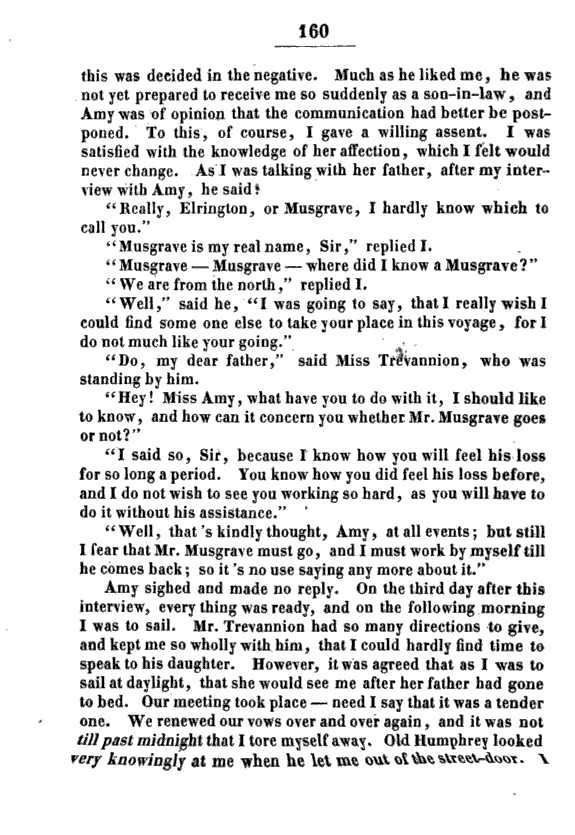 160
this was decided in the negative. Much as he liked me, he was
not yet prepared to receive me so suddenly as a son-in-law, and
Amy was of opinion that the communication had better be post-
poned. To this, of course, I gave a willing assent. I was
satisfied with the knowledge of her affection, which I felt would
never change. As I was talking with her father, after my inter-
view with Amy, he said:
“Really, Elrington, or Musgrave, I hardly know which to
call you.”
“Musgrave is my real name, Sir,” replied I.
“Musgrave — Musgrave — where did I know a Musgrave?”
“We are from the north,” replied I.
“Well,” said he, “I was going to say, that I really wish I
could find some one else to take your place in this voyage, for I
do not much like your going.”
“Do, my dear father,” said Miss Trevannion, who was
standing by him.
“Hey! Miss Amy, what have you to do with it, I should like
to know, and how can it concern you whether Mr. Musgrave goes
or not?”
“I said so, Sir, because I know how you will feel his loss
for so long a period. You know how you did feel his loss before,
and I do not wish to see you working so hard, as you will have to
do it without his assistance.”
“Well, that 's kindly thought, Amy, at all events; but still
I fear that Mr. Musgrave must go, and I must work by myself till
he comes back; so it 's no use saying any more about it.”
Amy sighed and made no reply. On the third day after this
interview, every thing was ready, and on the following morning
I was to sail. Mr. Trevannion had so many directions to give,
and kept me so wholly with him, that I could hardly find time to
speak to his daughter. However, it was agreed that as I was to
sail at daylight, that she would see me after her father had gone
to bed. Our meeting took place — need I say that it was a tender
one. We renewed our vows over and over again, and it was not
till past midnight that I tore myself away. Old Humphrey looked
very knowingly at me when he let me out of the street-door. I